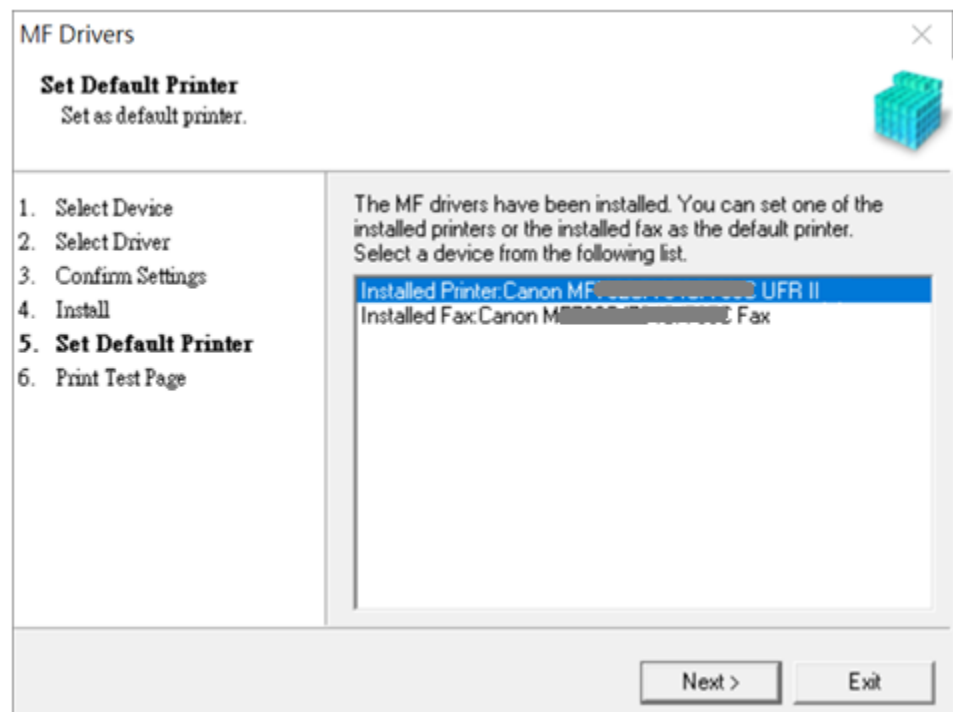 MF Drivers
Set Default Printer
Set as default printer.
1. Select Device
2. Select Driver
3. Confirm Settings
4. Install
5. Set Default Printer
6. Print Test Page
The MF drivers have been installed. You can set one of the
installed printers or the installed fax as the default printer.
Select a device from the following list.
Installed Printer:Canon UFR II
Installed Fax:Canon Fax
Next >
Exit